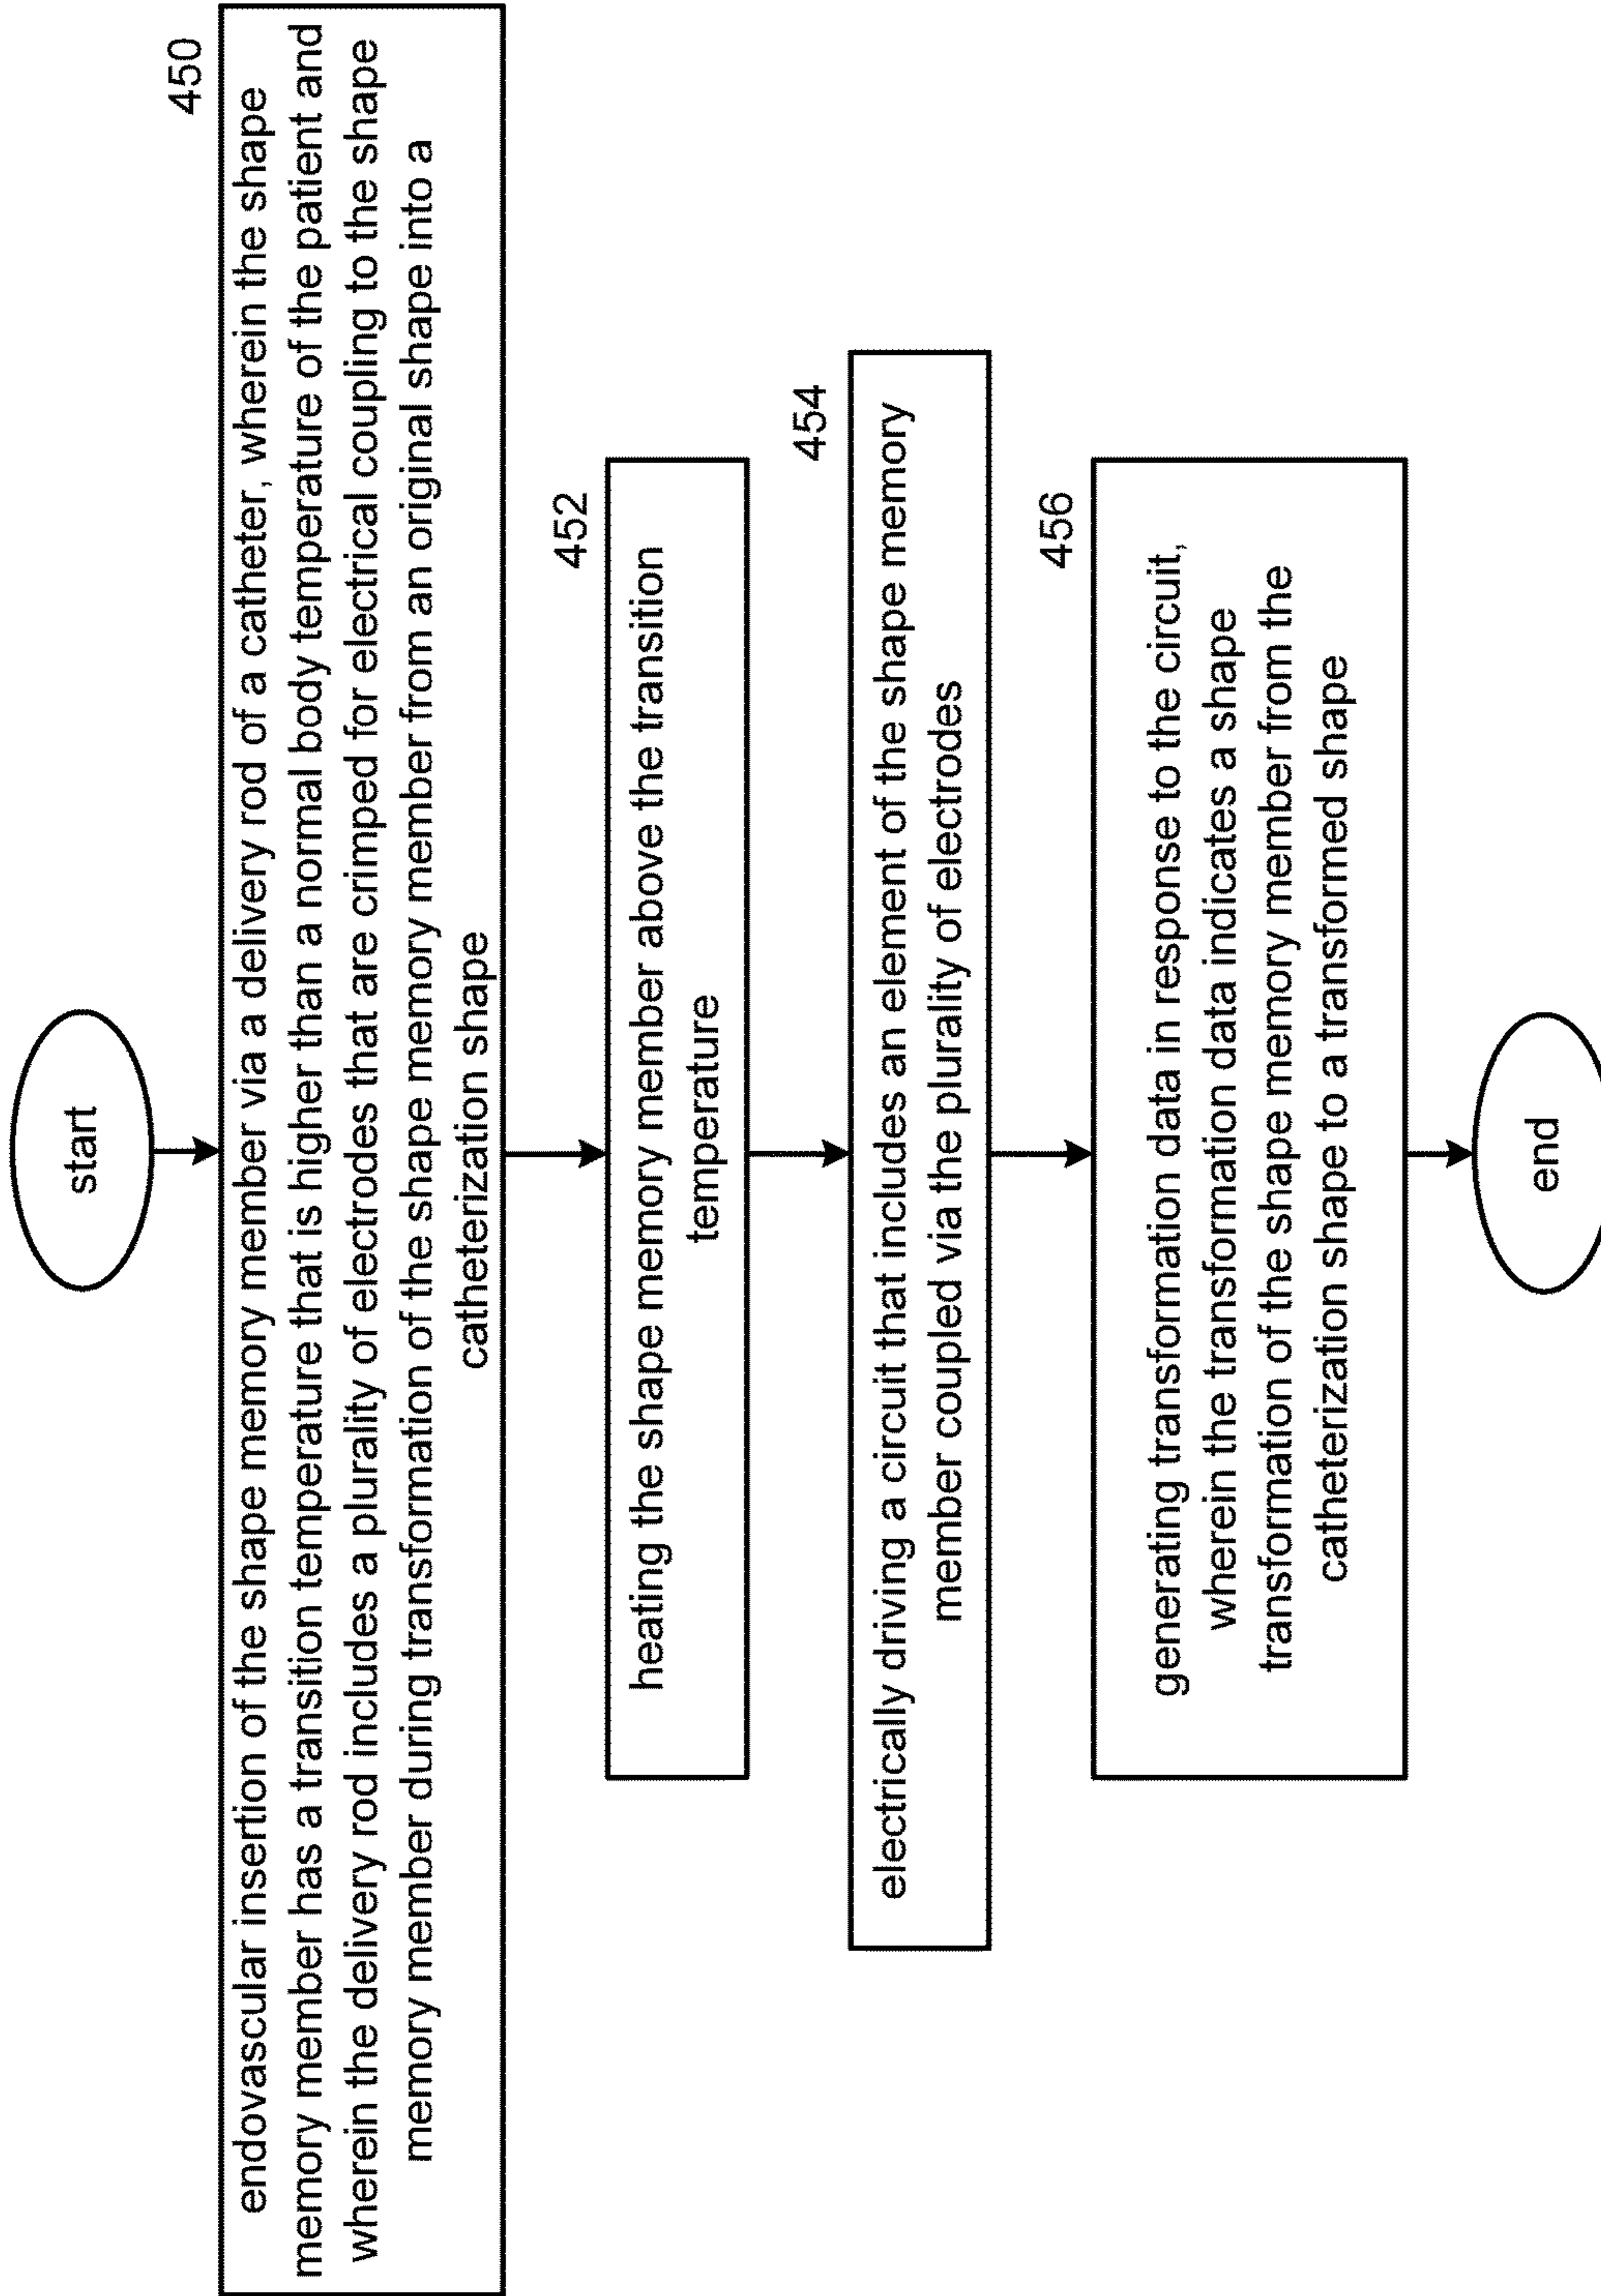 start
450
endovascular insertion of the shape memory member via a delivery rod of a catheter, wherein the shape
memory member has a transition temperature that is higher than a normal body temperature of the patient and
wherein the delivery rod includes a plurality of electrodes that are crimped for electrical coupling to the shape
memory member during transformation of the shape memory member from an original shape into a
catheterization shape
452
heating the shape memory member above the transition
temperature
454
electrically driving a circuit that includes an element of the shape memory
member coupled via the plurality of electrodes
456
generating transformation data in response to the circuit,
wherein the transformation data indicates a shape
transformation of the shape memory member from the
catheterization shape to a transformed shape
end